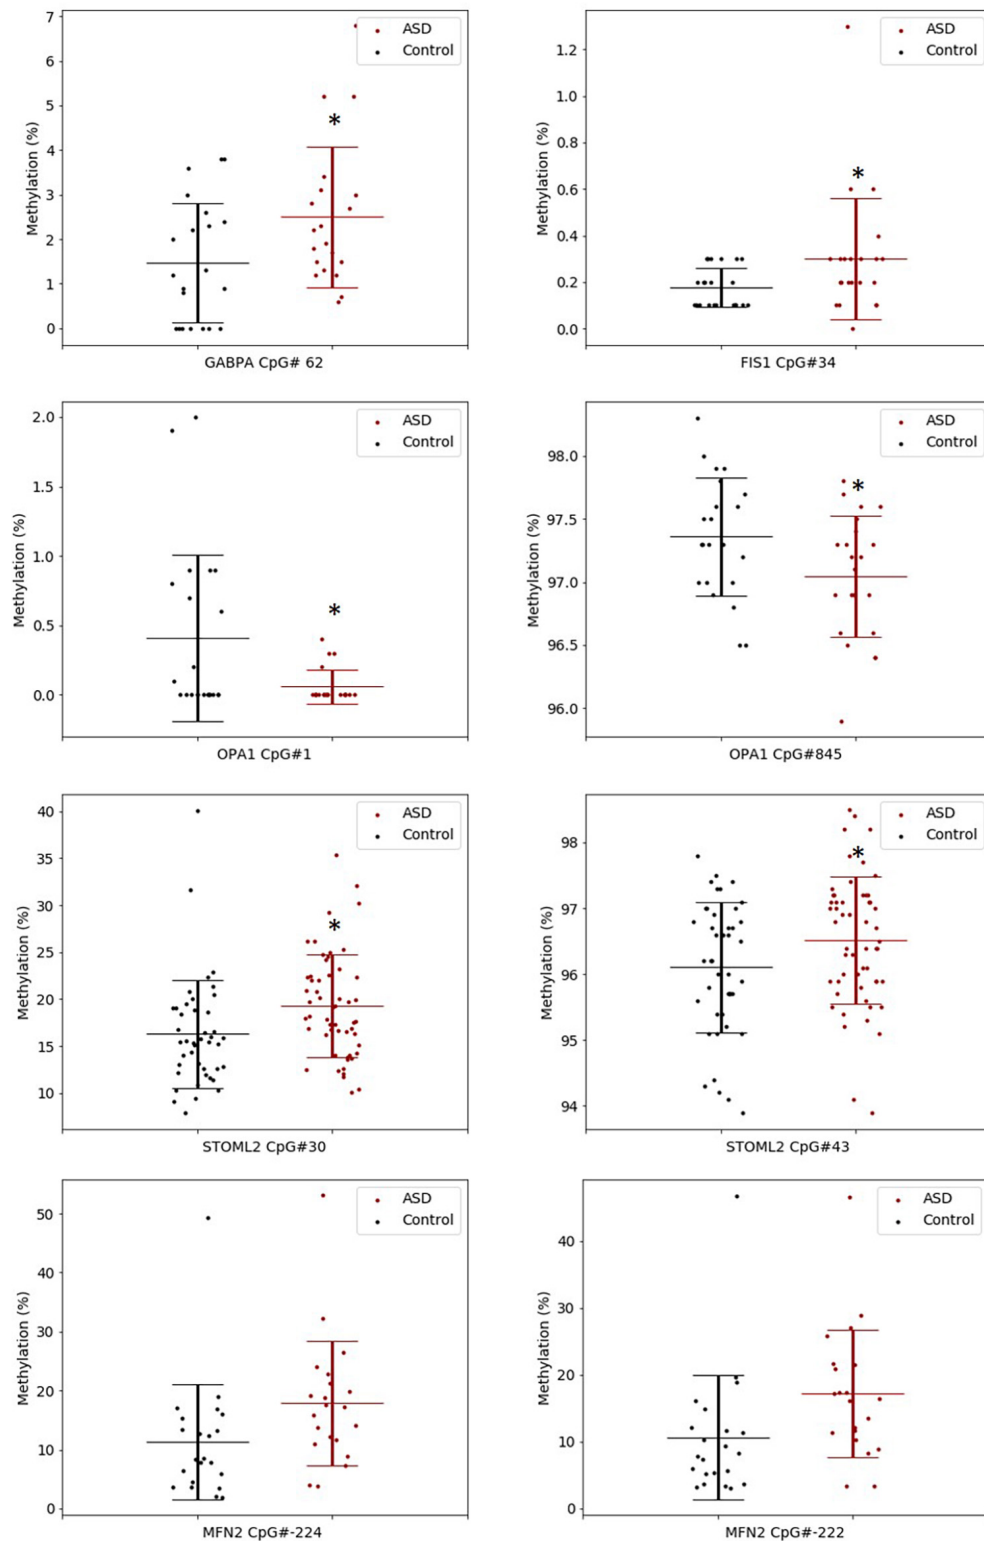 7
6
5
4
3
2
1
0
Methylation (%)
ASD
Control
*
GABPA CpG# 62
1.2
1.0
0.8
0.6
0.4
0.2
0.0
Methylation (%)
ASD
Control
*
FIS1 CpG#34
2.0
1.5
1.0
0.5
0.0
Methylation (%)
ASD
Control
*
OPA1 CpG#1
98.0
97.5
97.0
96.5
96.0
Methylation (%)
ASD
Control
*
OPA1 CpG#845
40
35
30
25
20
15
10
Methylation (%)
ASD
Control
*
STOML2 CpG#30
98
97
96
95
94
Methylation (%)
ASD
Control
*
STOML2 CpG#43
50
40
30
20
10
0
Methylation (%)
ASD
Control
MFN2 CpG#-224
40
30
20
10
0
Methylation (%)
ASD
Control
MFN2 CpG#-222